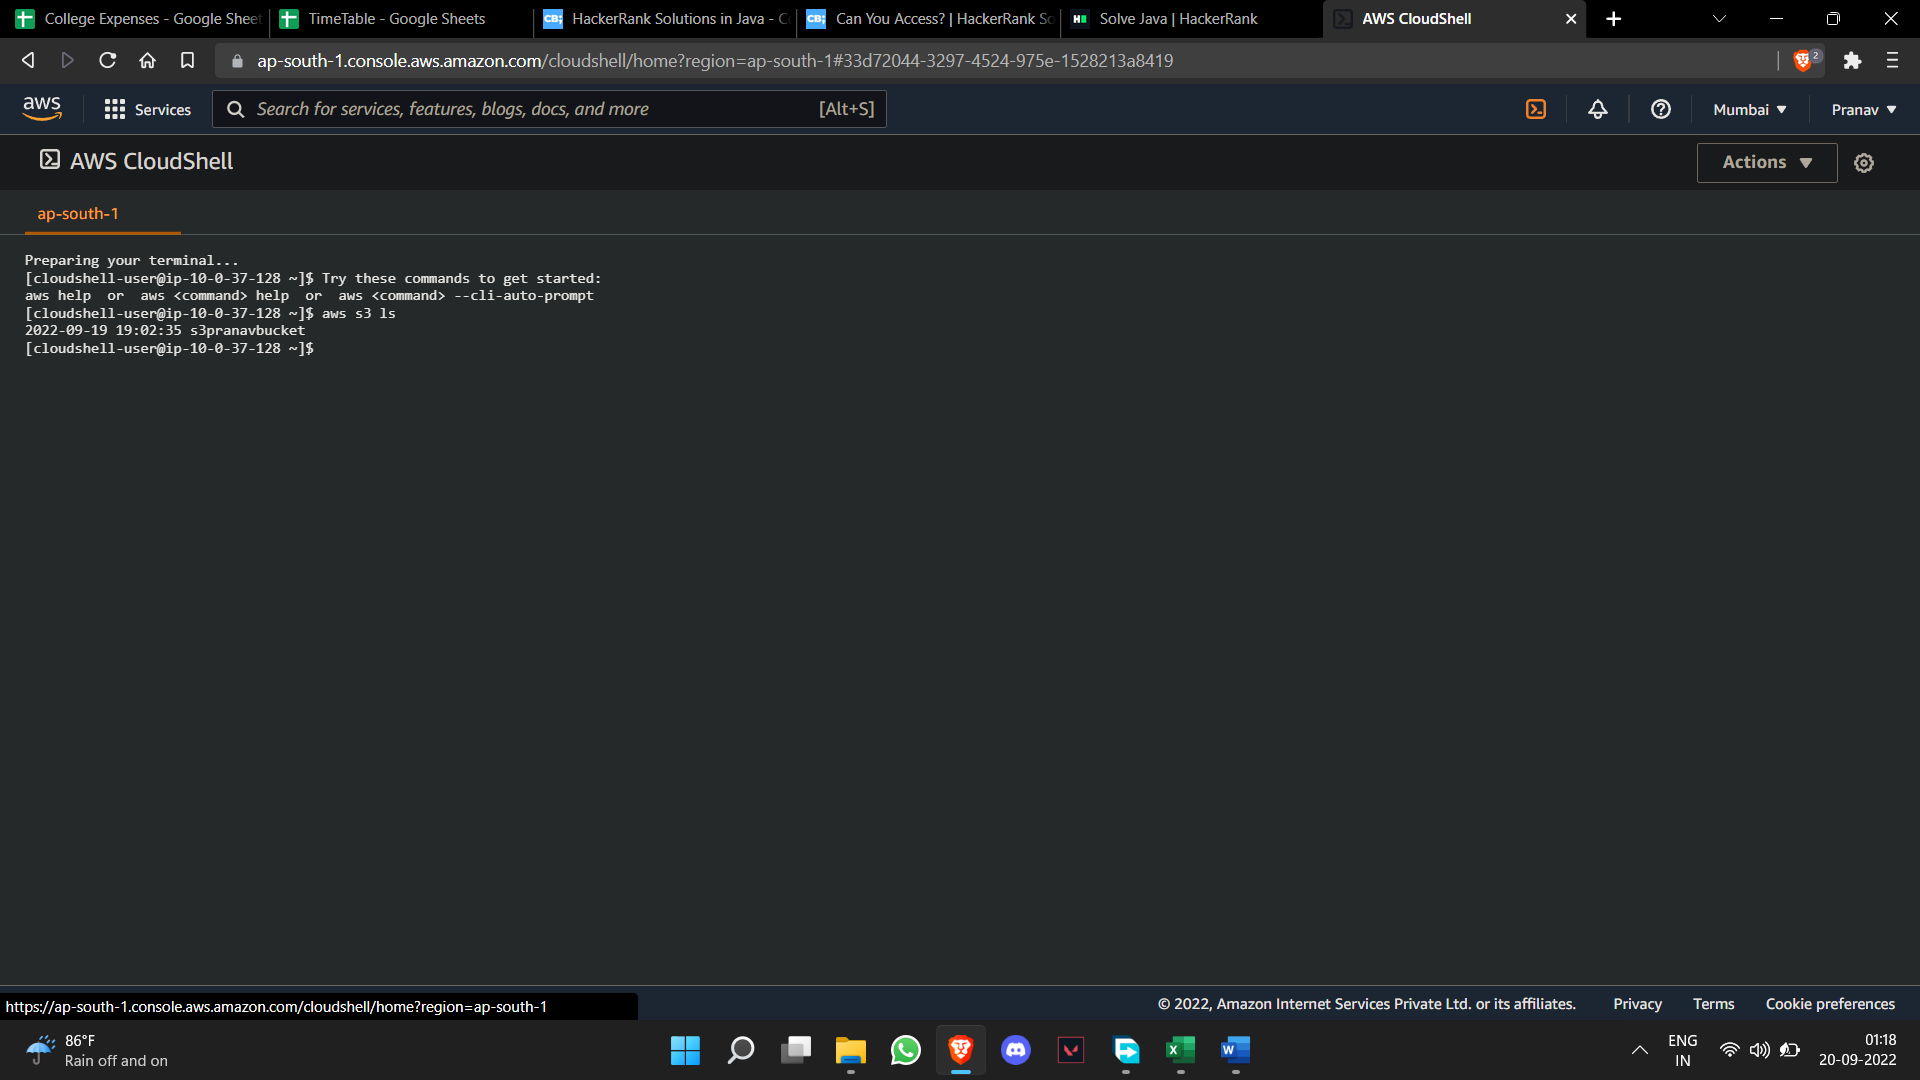 College Expenses - Google Sheet
TimeTable - Google Sheets
CB; HackerRank Solutions in Java - C
CB; Can You Access? | HackerRank So
H Solve Java | HackerRank
AWS CloudShell
ap-south-1.console.aws.amazon.com/cloudshell/home?region=ap-south-1#33d72044-3297-4524-975e-1528213a8419
2
aws
Services
Search for services, features, blogs, docs, and more
[Alt+S]
Mumbai
Pranav
AWS CloudShell
Actions
ap-south-1
Preparing your terminal...
[cloudshell-user@ip-10-0-37-128 ~]$ Try these commands to get started:
aws help  or  aws <command> help  or  aws <command> --cli-auto-prompt
[cloudshell-user@ip-10-0-37-128 ~]$ aws s3 ls
2022-09-19 19:02:35 s3pranavbucket
[cloudshell-user@ip-10-0-37-128 ~]$
https://ap-south-1.console.aws.amazon.com/cloudshell/home?region=ap-south-1
© 2022, Amazon Internet Services Private Ltd. or its affiliates.
Privacy
Terms
Cookie preferences
86°F
Rain off and on
X
W
ENG
IN
01:18
20-09-2022